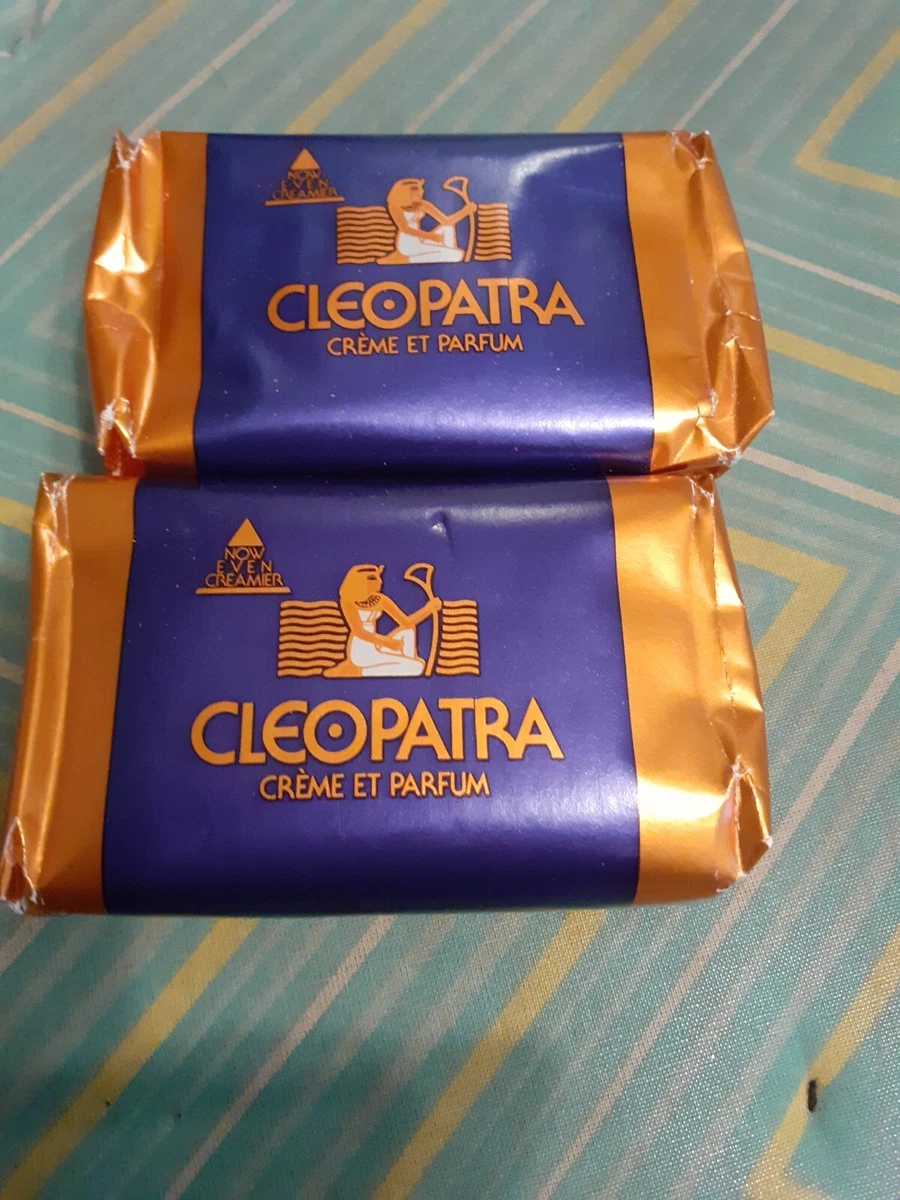 NOW
EVEN
CREAMIER
CLEOPATRA
CRÈME ET PARFUM
NOW
EVEN
CREAMIER
CLEOPATRA
CRÈME ET PARFUM